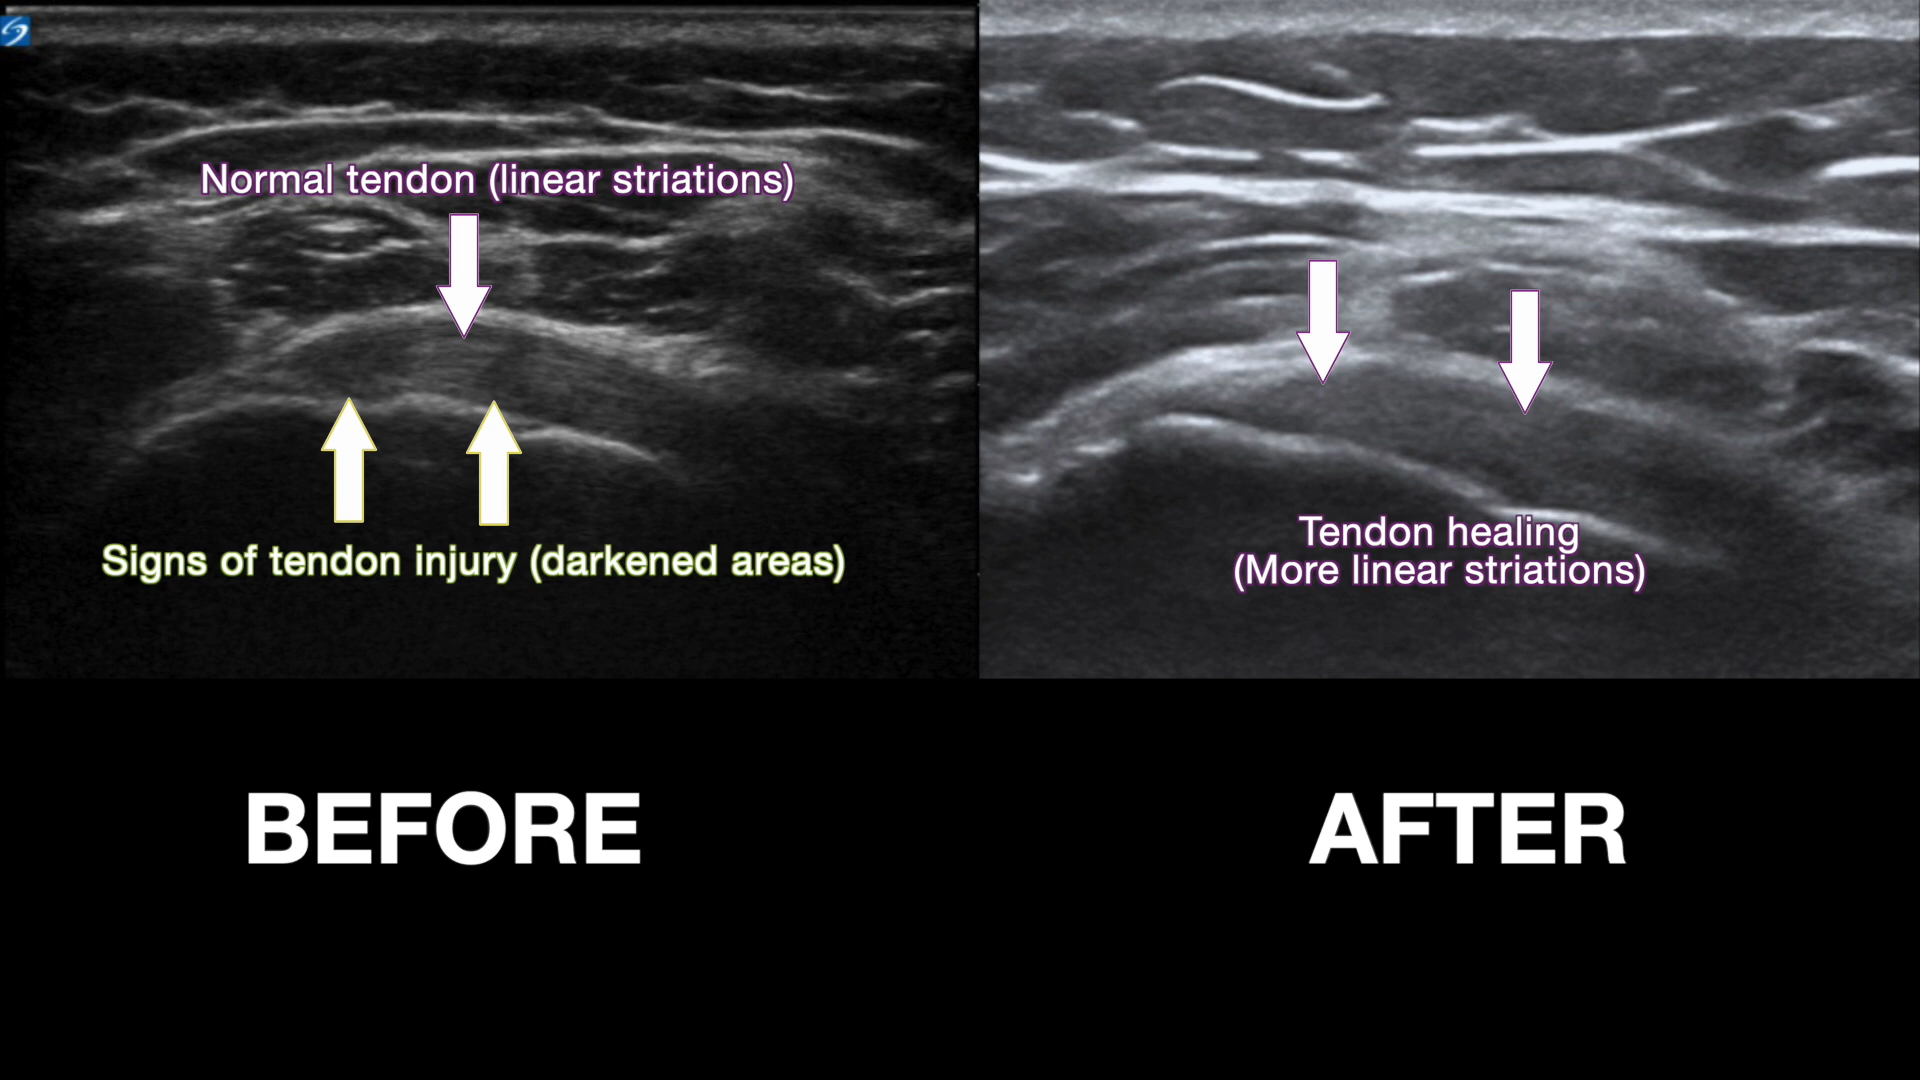 Normal tendon (linear striations)
Signs of tendon injury (darkened areas)
Tendon healing
(More linear striations)
BEFORE
AFTER